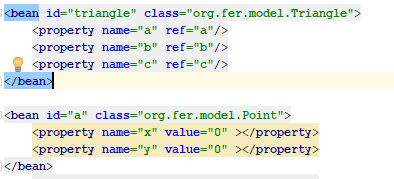 <bean id="triangle" class="org.fer.model.Triangle">
<property name="a" ref="a"/>
<property name="b" ref="b"/>
<property name="c" ref="c"/>
</bean>
<bean id="a" class="org.fer.model.Point">
<property name="x" value="0" ></property>
<property name="y" value="0" ></property>
</bean>